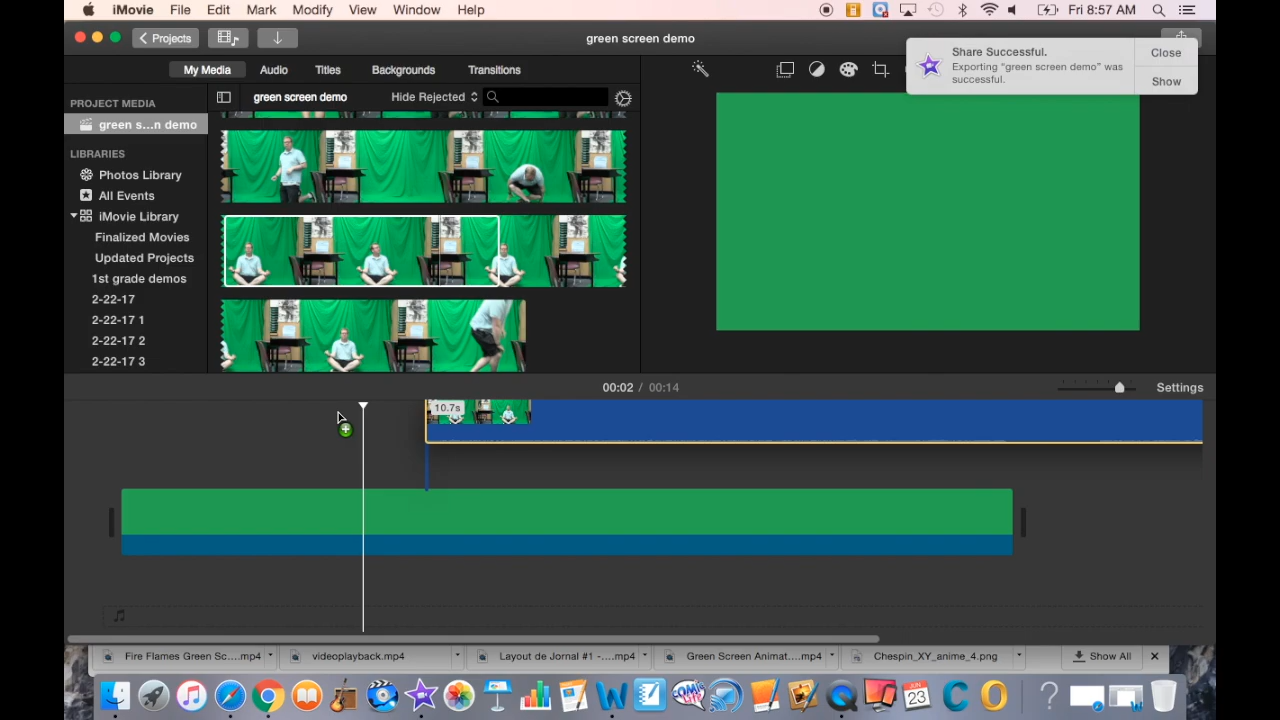 iMovie File Edit Mark Modify View Window Help Fri 8:57 AM
Projects green screen demo
Share Successful.
Exporting “green screen demo” was
successful.
Close
Show
My Media Audio Titles Backgrounds Transitions
PROJECT MEDIA
green s...n demo
LIBRARIES
Photos Library
All Events
iMovie Library
Finalized Movies
Updated Projects
1st grade demos
2-22-17
2-22-17 1
2-22-17 2
2-22-17 3
green screen demo Hide Rejected
00:02 / 00:14 Settings
10.7s
Fire Flames Green Sc....mp4 videoplayback.mp4 Layout de Jornal #1 -....mp4 Green Screen Animat....mp4 Chespin_XY_anime_4.png Show All
JUN
23